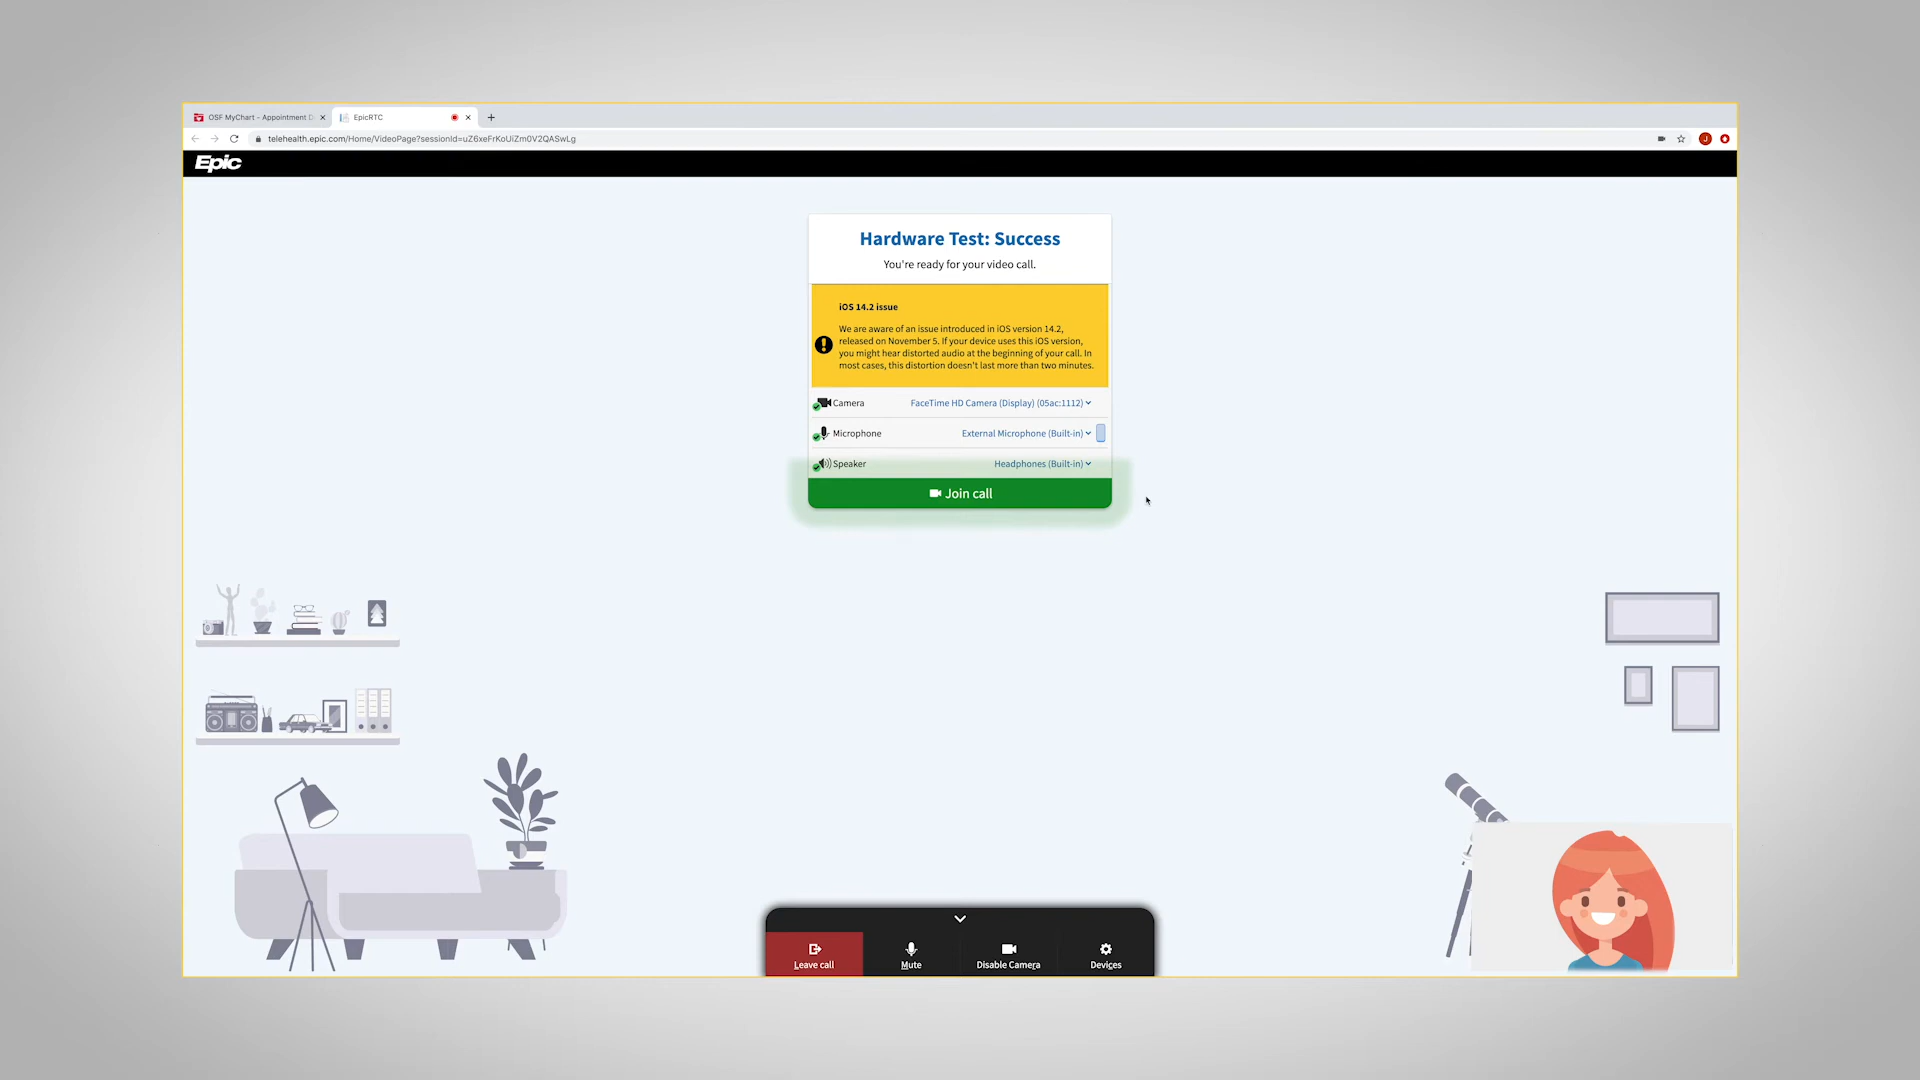 OSF MyChart - Appointment D
EpicRTC
telehealth.epic.com/Home/VideoPage?sessionId=uZ6xeFrKoUiZm0V2QASwLg
J
Epic
Hardware Test: Success
You're ready for your video call.
iOS 14.2 issue
We are aware of an issue introduced in iOS version 14.2,
released on November 5. If your device uses this iOS version,
you might hear distorted audio at the beginning of your call. In
most cases, this distortion doesn't last more than two minutes.
Camera FaceTime HD Camera (Display) (05ac:1112)
Microphone External Microphone (Built-in)
Speaker Headphones (Built-in)
Join call
Leave call Mute Disable Camera Devices